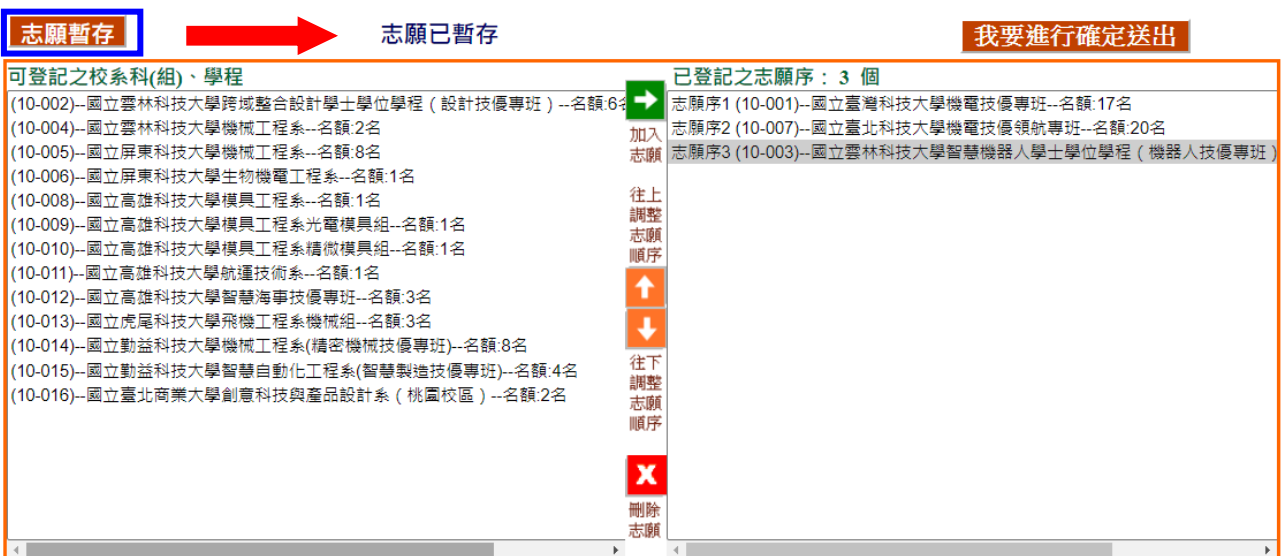 志願暫存
志願已暫存
我要進行確定送出
可登記之校系科(組)、學程
(10-002)--國立雲林科技大學跨域整合設計學士學位學程（設計技優專班）--名額:6
(10-004)--國立雲林科技大學機械工程系--名額:2名
(10-005)--國立屏東科技大學機械工程系--名額:8名
(10-006)--國立屏東科技大學生物機電工程系--名額:1名
(10-008)--國立高雄科技大學模具工程系--名額:1名
(10-009)--國立高雄科技大學模具工程系光電模具組--名額:1名
(10-010)--國立高雄科技大學模具工程系精微模具組--名額:1名
(10-011)--國立高雄科技大學航運技術系--名額:1名
(10-012)--國立高雄科技大學智慧海事技優專班--名額:3名
(10-013)--國立虎尾科技大學飛機工程系機械組--名額:3名
(10-014)--國立勤益科技大學機械工程系(精密機械技優專班)--名額:8名
(10-015)--國立勤益科技大學智慧自動化工程系(智慧製造技優專班)--名額:4名
(10-016)--國立臺北商業大學創意科技與產品設計系（桃園校區）--名額:2名
加入
志願
往上
調整
志願
順序
往下
調整
志願
順序
X
刪除
志願
已登記之志願序： 3 個
志願序1 (10-001)--國立臺灣科技大學機電技優專班--名額:17名
志願序2 (10-007)--國立臺北科技大學機電技優領航專班--名額:20名
志願序3 (10-003)--國立雲林科技大學智慧機器人學士學位學程（機器人技優專班）